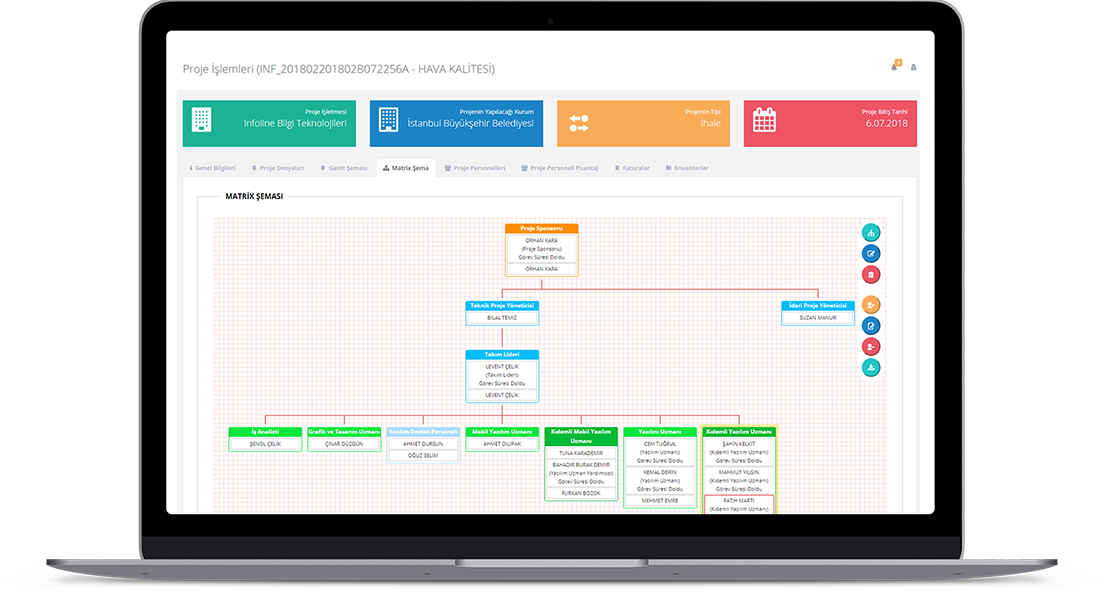 Proje İşlemleri (INF_201802201802B072256A - HAVA KALİTESİ)
3
Proje İşletmesi
Infoline Bilgi Teknolojileri
Projenin Yapılacağı Kurum
İstanbul Büyükşehir Belediyesi
Projenin Tipi
İhale
Proje Bitiş Tarihi
6.07.2018
Genel Bilgileri
Proje Dosyaları
Gantt Şeması
Matrix Şema
Proje Personelleri
Proje Personeli Puantaj
Faturalar
Envanterler
MATRİX ŞEMASI
Proje Sponsoru
ORHAN KARA
(Proje Sponsoru)
Görev Süresi Doldu
ORHAN KARA
Teknik Proje Yöneticisi
BİLAL TEMİZ
İdari Proje Yöneticisi
SUZAN MANUR
Takım Lideri
LEVENT ÇELİK
(Takım Lideri)
Görev Süresi Doldu
LEVENT ÇELİK
İş Analisti
ŞENOL ÇELİK
Grafik ve Tasarım Uzmanı
ÇINAR DÜZGÜN
Yazılım Destek Personeli
AHMET DURSUN
OĞUZ SELİM
Mobil Yazılım Uzmanı
AHMET DİLİPAK
Kıdemli Mobil Yazılım
Uzmanı
TUNA KARADEMİR
BAHADIR BURAK DEMİR
(Yazılım Uzman Yardımcısı)
Görev Süresi Doldu
FURKAN BOZOK
Yazılım Uzmanı
CEM TUĞRUL
(Yazılım Uzmanı)
Görev Süresi Doldu
KEMAL DERİN
(Yazılım Uzmanı)
Görev Süresi Doldu
MEHMET EMRE
Kıdemli Yazılım Uzmanı
ŞAHİN KELKİT
(Kıdemli Yazılım Uzmanı)
Görev Süresi Doldu
MAHMUT YILGIN
(Kıdemli Yazılım Uzmanı)
Görev Süresi Doldu
FATİH MARTI
(Kıdemli Yazılım Uzmanı)